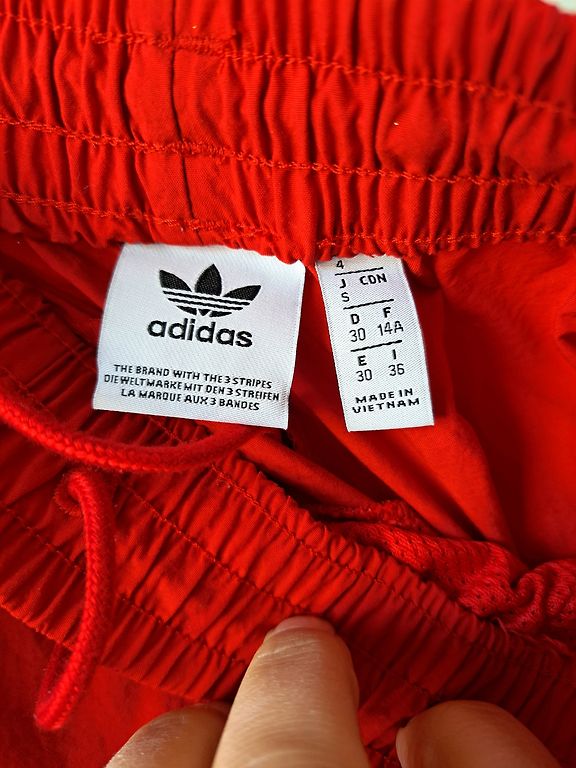 adidas
THE BRAND WITH THE 3 STRIPES
DIE WELTMARKE MIT DEN 3 STREIFEN
LA MARQUE AUX 3 BANDES
4
J CDN
S
D F
30 14A
E I
30 36
MADE IN
VIETNAM